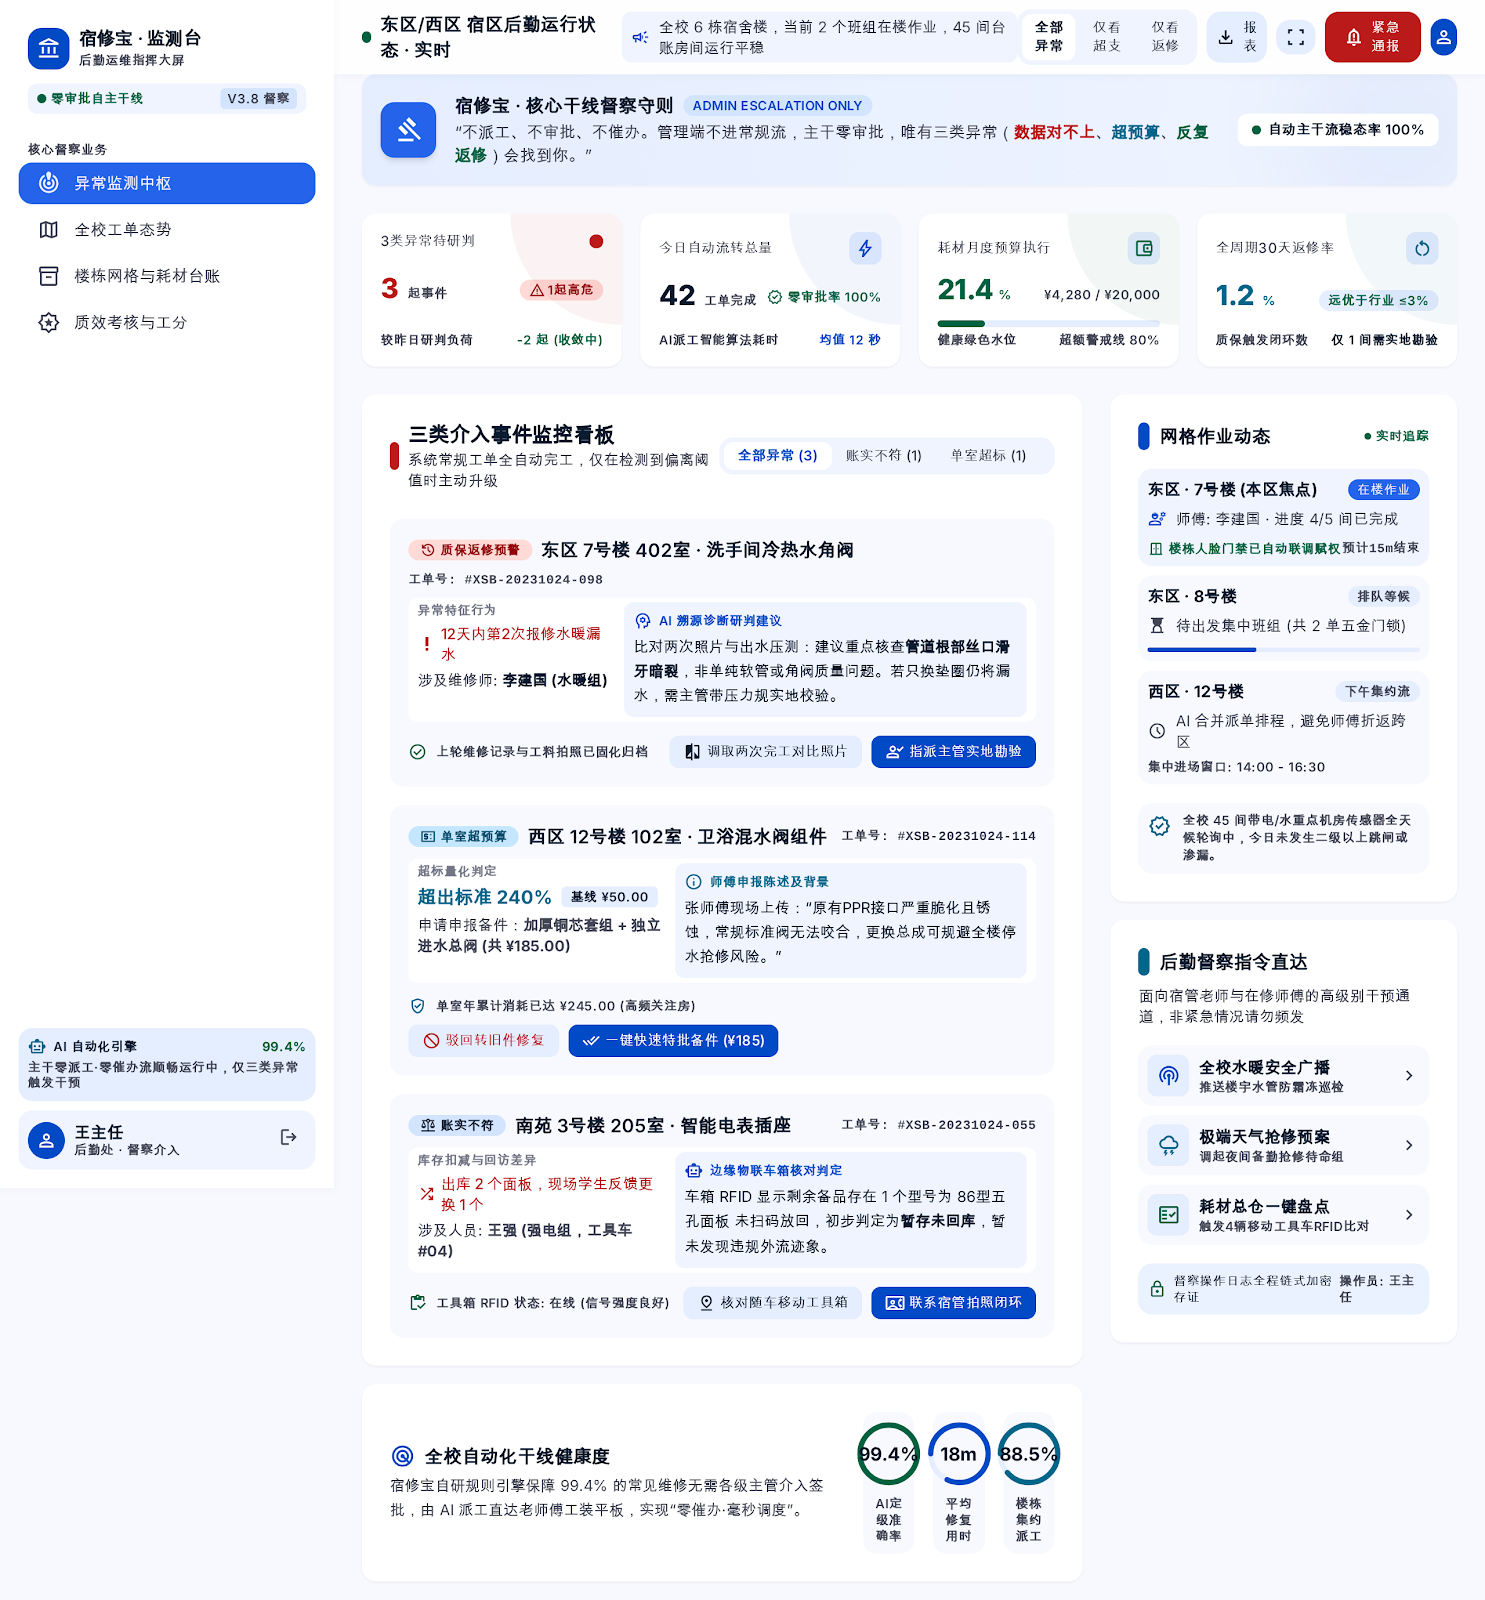 宿修宝 · 监测台
后勤运维指挥大屏
零审批自主干线
V3.8 督察
核心督察业务
异常监测中枢
全校工单态势
楼栋网格与耗材台账
质效考核与工分
AI 自动化引擎
99.4%
主干零派工·零催办流顺畅运行中，仅三类异常
触发干预
王主任
后勤处 · 督察介入
东区/西区 宿区后勤运行状
态 · 实时
全校 6 栋宿舍楼，当前 2 个班组在楼作业，45 间台
账房间运行平稳
全部
异常
仅看
超支
仅看
返修
报
表
紧急
通报
宿修宝 · 核心干线督察守则
ADMIN ESCALATION ONLY
“不派工、不审批、不催办。管理端不进常规流，主干零审批，唯有三类异常（数据对不上、超预算、反复
返修）会找到你。”
自动主干流稳态率 100%
3类异常待研判
3 起事件
1起高危
较昨日研判负荷
-2 起 (收敛中)
今日自动流转总量
42 工单完成
零审批率 100%
AI派工智能算法耗时
均值 12 秒
耗材月度预算执行
21.4 %
¥4,280 / ¥20,000
健康绿色水位
超额警戒线 80%
全周期30天返修率
1.2 %
远优于行业 ≤3%
质保触发闭环数
仅 1 间需实地勘验
三类介入事件监控看板
系统常规工单全自动完工，仅在检测到偏离阈
值时主动升级
全部异常 (3)
账实不符 (1)
单室超标 (1)
质保返修预警
东区 7号楼 402室 · 洗手间冷热水角阀
工单号: #XSB-20231024-098
异常特征行为
12天内第2次报修水暖漏
水
涉及维修师: 李建国 (水暖组)
AI 溯源诊断研判建议
比对两次照片与出水压测：建议重点核查管道根部丝口滑
牙暗裂，非单纯软管或角阀质量问题。若只换垫圈仍将漏
水，需主管带压力规实地校验。
上轮维修记录与工料拍照已固化归档
调取两次完工对比照片
指派主管实地勘验
单室超预算
西区 12号楼 102室 · 卫浴混水阀组件
工单号: #XSB-20231024-114
超标量化判定
超出标准 240%
基线 ¥50.00
申请申报备件：加厚铜芯套组 + 独立
进水总阀 (共 ¥185.00)
师傅申报陈述及背景
张师傅现场上传：“原有PPR接口严重脆化且锈
蚀，常规标准阀无法咬合，更换总成可规避全楼停
水抢修风险。”
单室年累计消耗已达 ¥245.00 (高频关注房)
驳回转旧件修复
一键快速特批备件 (¥185)
账实不符
南苑 3号楼 205室 · 智能电表插座
工单号: #XSB-20231024-055
库存扣减与回访差异
出库 2 个面板，现场学生反馈更
换 1 个
涉及人员: 王强 (强电组，工具车
#04)
边缘物联车箱核对判定
车箱 RFID 显示剩余备品存在 1 个型号为 86型五
孔面板 未扫码放回，初步判定为暂存未回库，暂
未发现违规外流迹象。
工具箱 RFID 状态: 在线 (信号强度良好)
核对随车移动工具箱
联系宿管拍照闭环
全校自动化干线健康度
宿修宝自研规则引擎保障 99.4% 的常见维修无需各级主管介入签
批，由 AI 派工直达老师傅工装平板，实现“零催办·毫秒调度”。
99.4%
AI定
级准
确率
18m
平均
修复
用时
88.5%
楼栋
集约
派工
网格作业动态
实时追踪
东区 · 7号楼 (本区焦点)
在楼作业
师傅: 李建国 · 进度 4/5 间已完成
楼栋人脸门禁已自动联调赋权
预计15m结束
东区 · 8号楼
排队等候
待出发集中班组 (共 2 单五金门锁)
西区 · 12号楼
下午集约流
AI 合并派单排程，避免师傅折返跨
区
集中进场窗口: 14:00 - 16:30
全校 45 间带电/水重点机房传感器全天
候轮询中，今日未发生二级以上跳闸或
渗漏。
后勤督察指令直达
面向宿管老师与在修师傅的高级别干预通
道，非紧急情况请勿频发
全校水暖安全广播
推送楼宇水管防霜冻巡检
极端天气抢修预案
调起夜间备勤抢修待命组
耗材总仓一键盘点
触发4辆移动工具车RFID比对
督察操作日志全程链式加密
存证
操作员: 王主
任